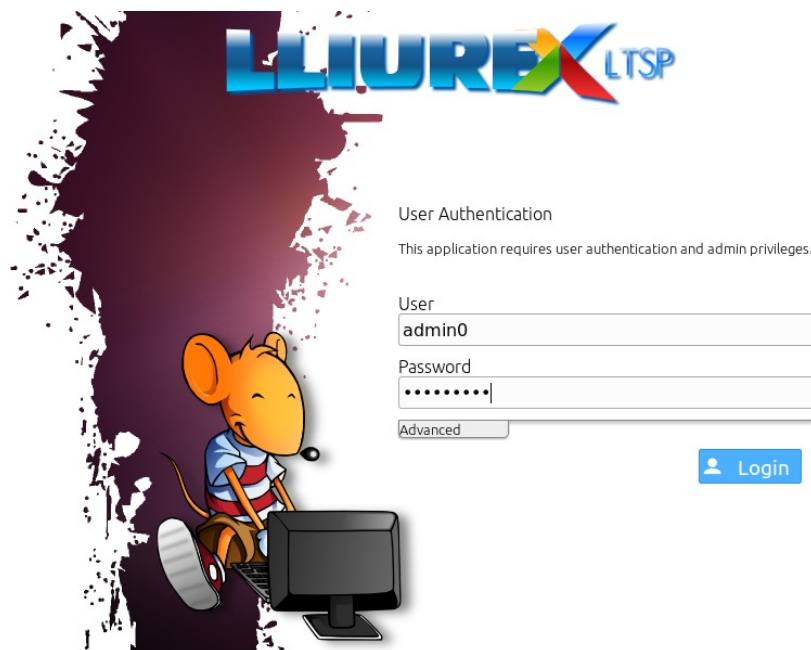 LLIUREX LTSP
User Authentication
This application requires user authentication and admin privileges.
User
admin0
Password
•••••••••
Advanced
Login